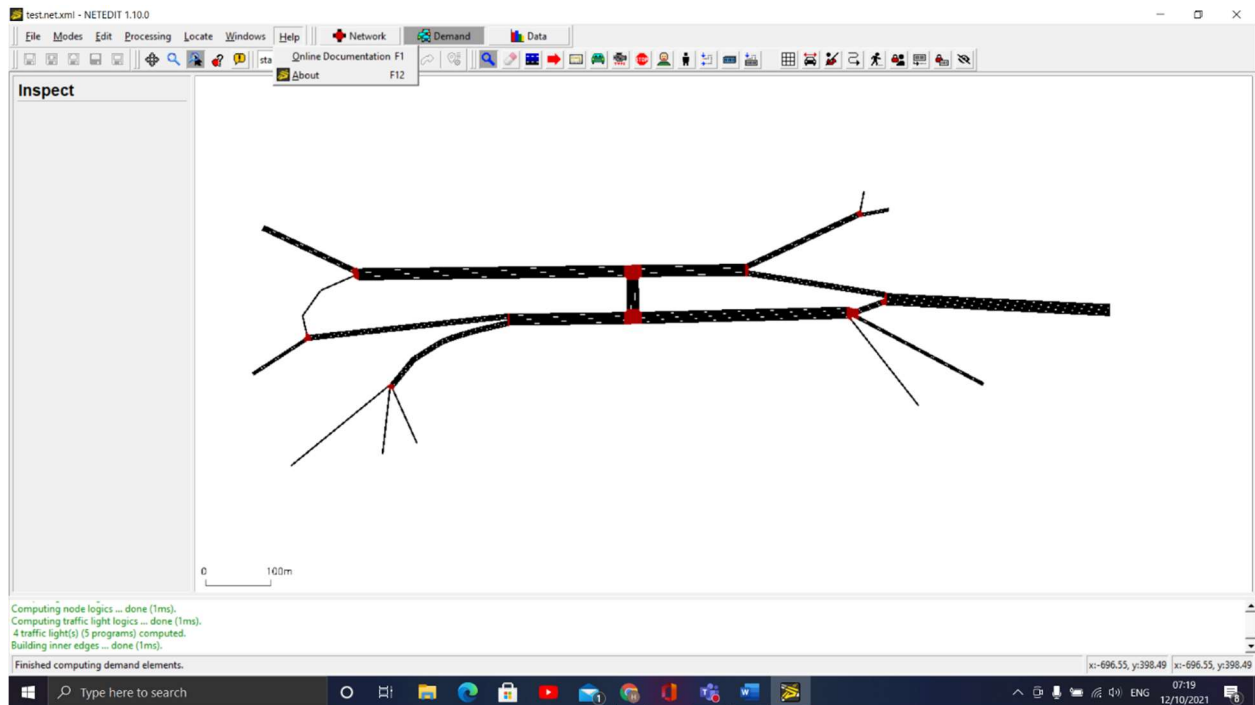 test.net.xml - NETEDIT 1.10.0
File Modes Edit Processing Locate Windows Help Network Demand Data
sta
Online Documentation F1
About F12
Inspect
0 100m
Computing node logics ... done (1ms).
Computing traffic light logics ... done (1ms).
4 traffic light(s) (5 programs) computed.
Building inner edges ... done (1ms).
Finished computing demand elements.
x:-696.55, y:398.49 x:-696.55, y:398.49
Type here to search
ENG
07:19
12/10/2021